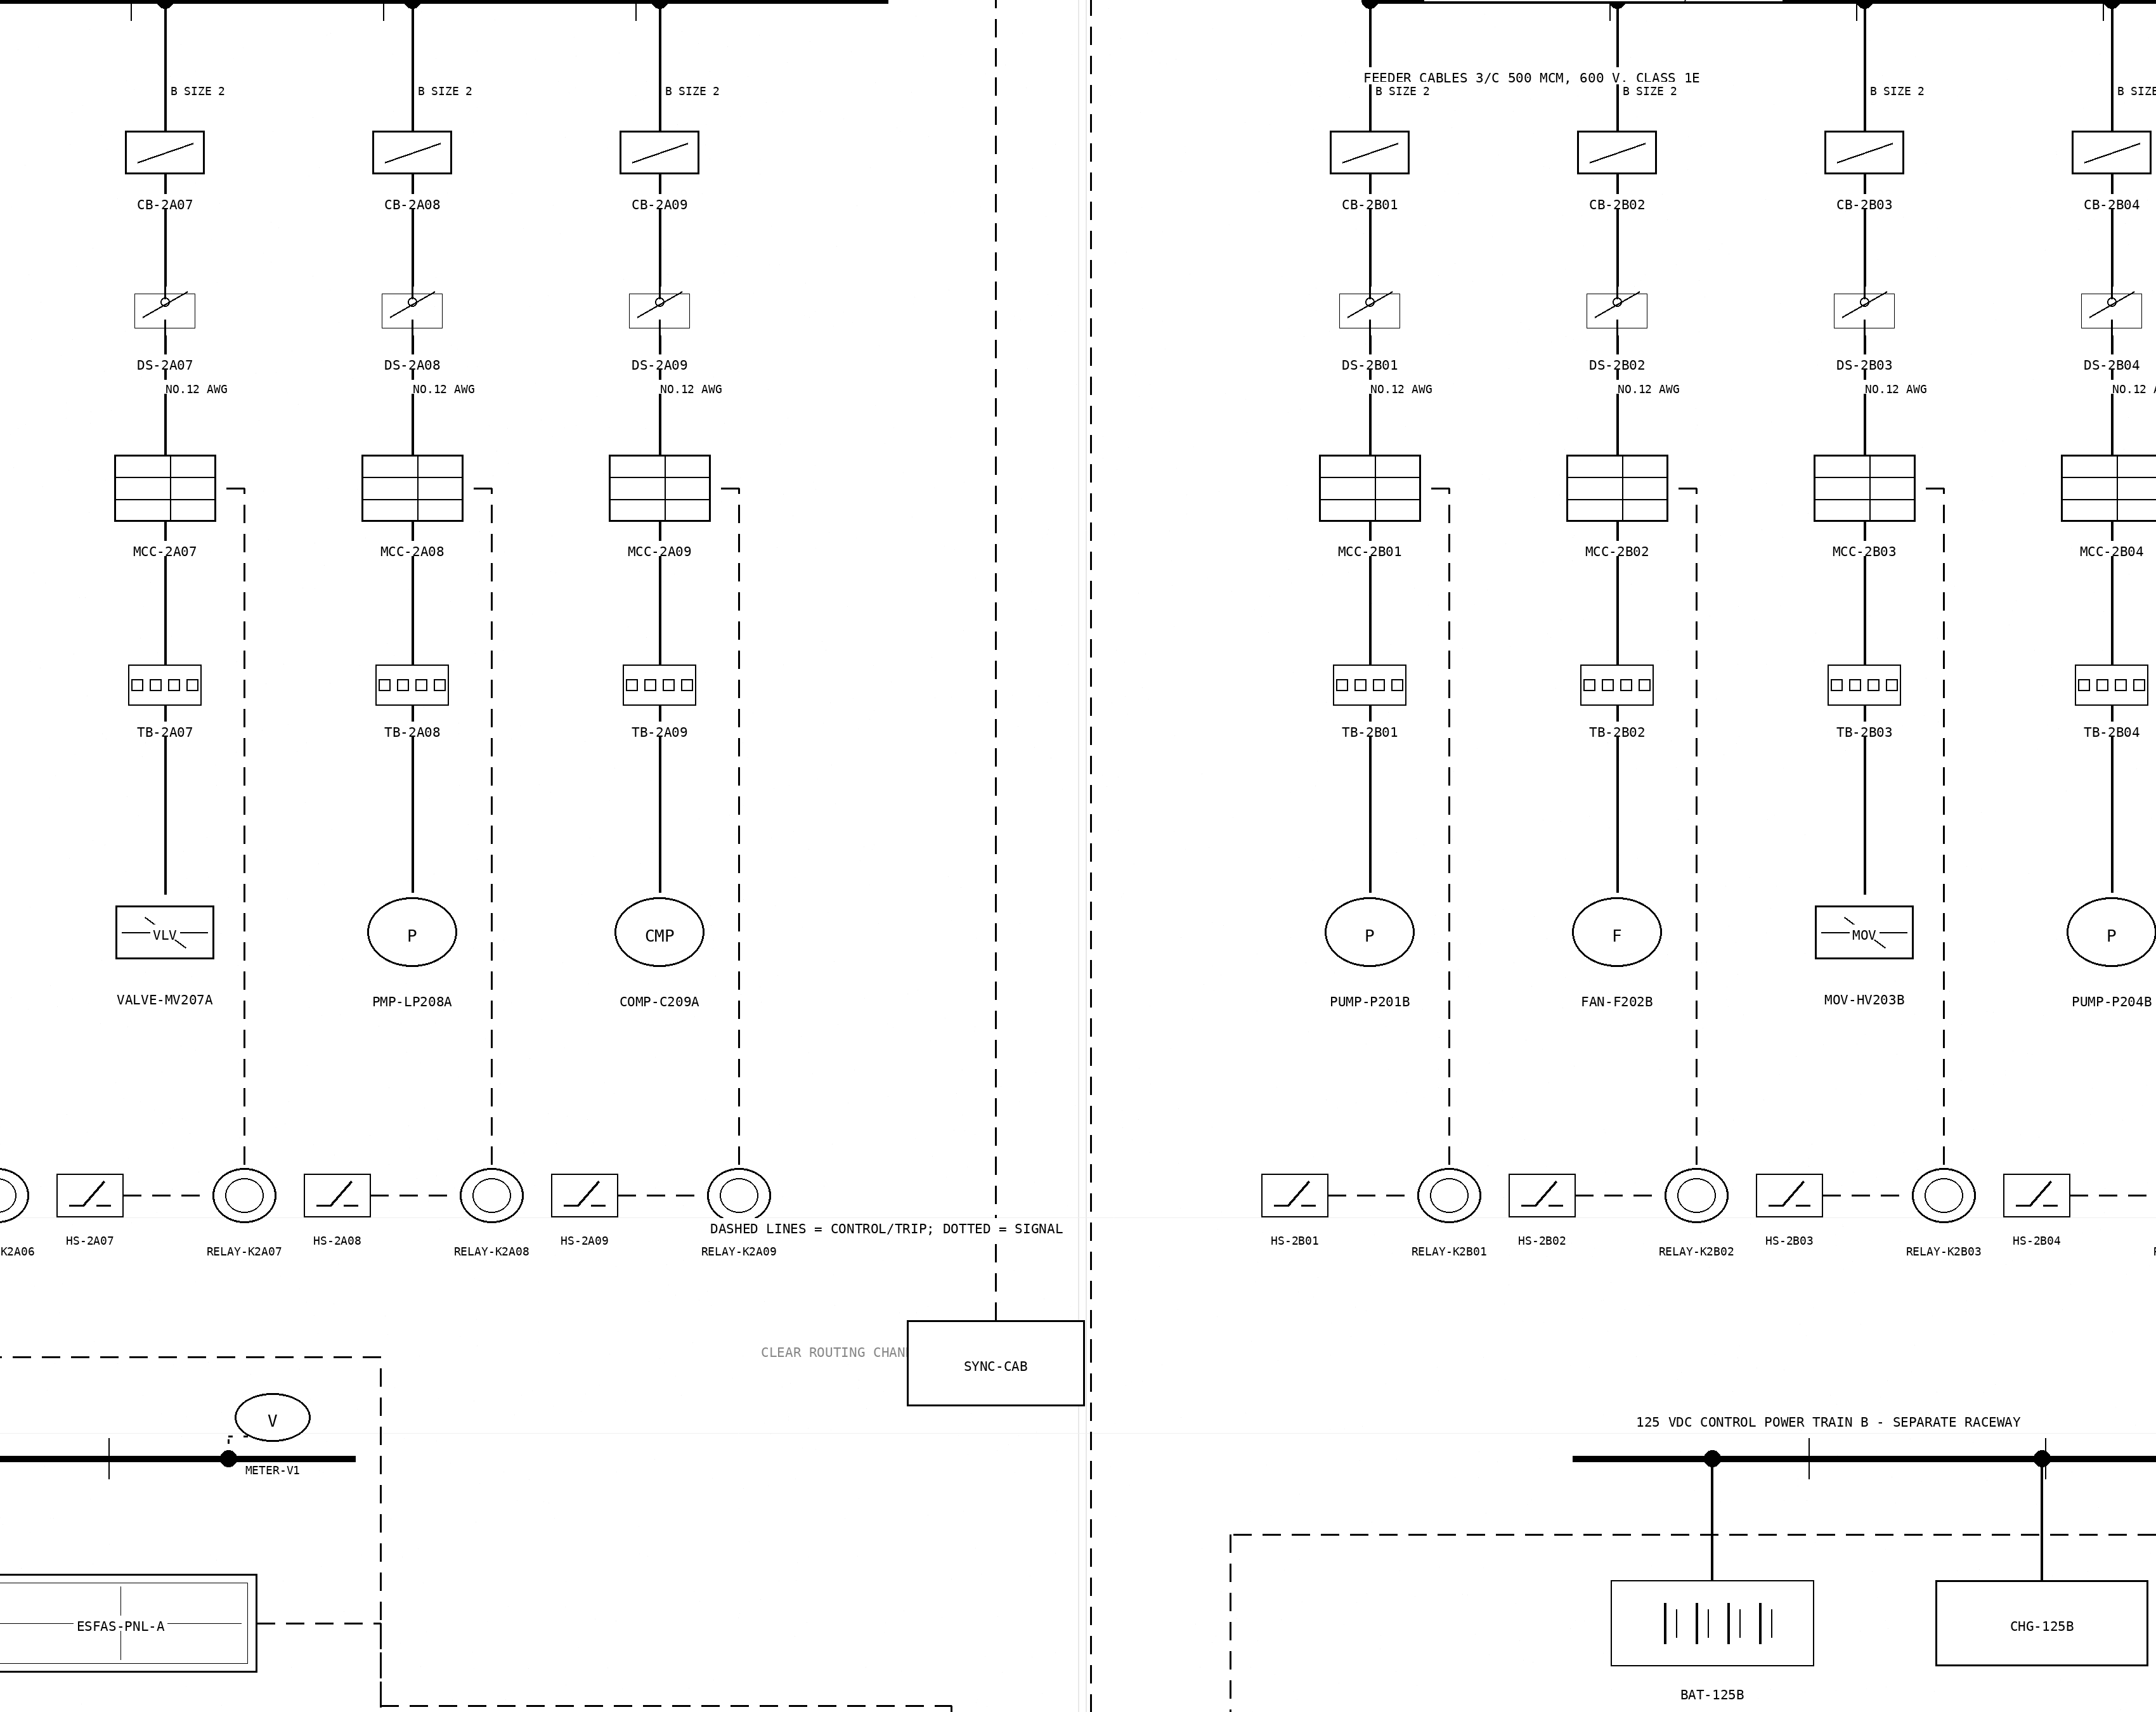 FEEDER CABLES 3/C 500 MCM, 600 V. CLASS 1E
B SIZE 2
B SIZE 2
B SIZE 2
B SIZE 2
B SIZE 2
B SIZE 2
B SIZE
CB-2A07
CB-2A08
CB-2A09
CB-2B01
CB-2B02
CB-2B03
CB-2B04
DS-2A07
DS-2A08
DS-2A09
DS-2B01
DS-2B02
DS-2B03
DS-2B04
NO.12 AWG
NO.12 AWG
NO.12 AWG
NO.12 AWG
NO.12 AWG
NO.12 AWG
NO.12
MCC-2A07
MCC-2A08
MCC-2A09
MCC-2B01
MCC-2B02
MCC-2B03
MCC-2B04
TB-2A07
TB-2A08
TB-2A09
TB-2B01
TB-2B02
TB-2B03
TB-2B04
VLV
P
CMP
P
F
MOV
P
VALVE-MV207A
PMP-LP208A
COMP-C209A
PUMP-P201B
FAN-F202B
MOV-HV203B
PUMP-P204B
DASHED LINES = CONTROL/TRIP; DOTTED = SIGNAL
HS-2A07
HS-2A08
HS-2A09
HS-2B01
HS-2B02
HS-2B03
HS-2B04
K2A06
RELAY-K2A07
RELAY-K2A08
RELAY-K2A09
RELAY-K2B01
RELAY-K2B02
RELAY-K2B03
CLEAR ROUTING CHAN
SYNC-CAB
V
METER-V1
125 VDC CONTROL POWER TRAIN B - SEPARATE RACEWAY
ESFAS-PNL-A
CHG-125B
BAT-125B